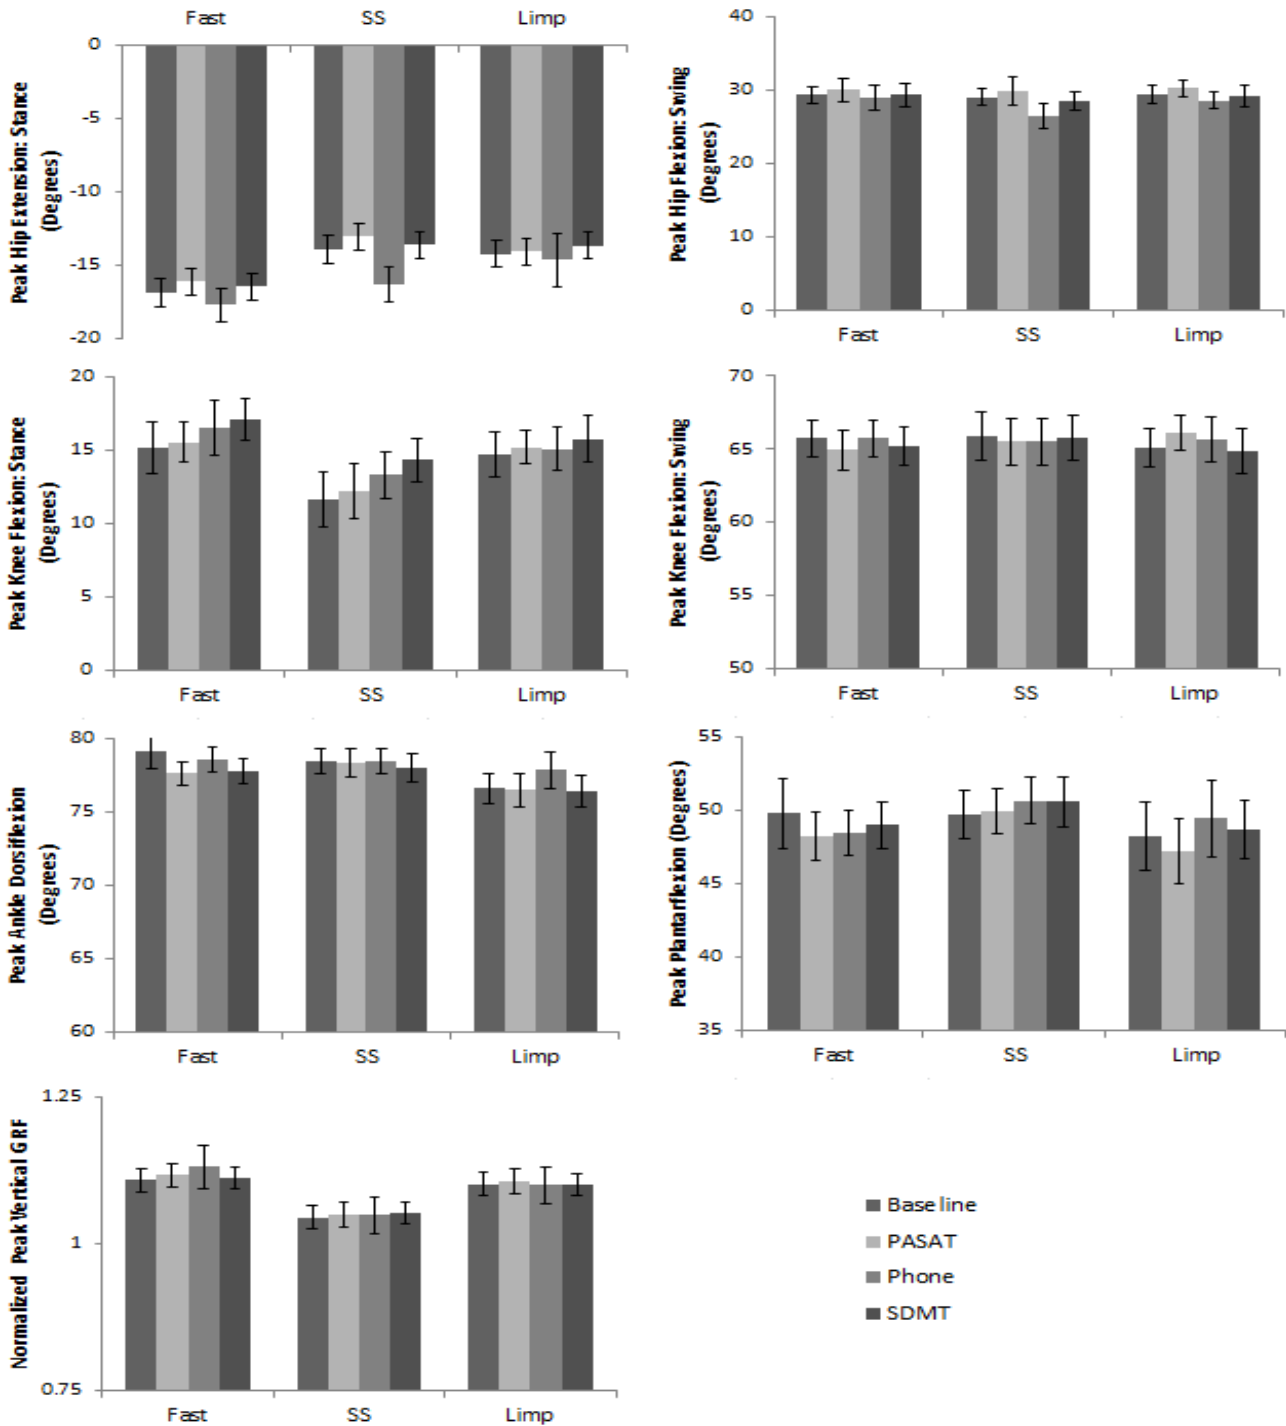 Fast SS Limp
0
-5
-10
-15
-20
Peak Hip Extension: Stance
(Degrees)
40
30
20
10
0
Peak Hip Flexion: Swing
(Degrees)
Fast SS Limp
20
15
10
5
0
Peak Knee Flexion: Stance
(Degrees)
Fast SS Limp
70
65
60
55
50
Peak Knee Flexion: Swing
(Degrees)
Fast SS Limp
80
75
70
65
60
Peak Ankle Dorsiflexion
(Degrees)
Fast SS Limp
55
50
45
40
35
Peak Plantarflexion (Degrees)
Fast SS Limp
1.25
1
0.75
Normalized Peak Vertical GRF
Fast SS Limp
Baseline
PASAT
Phone
SDMT